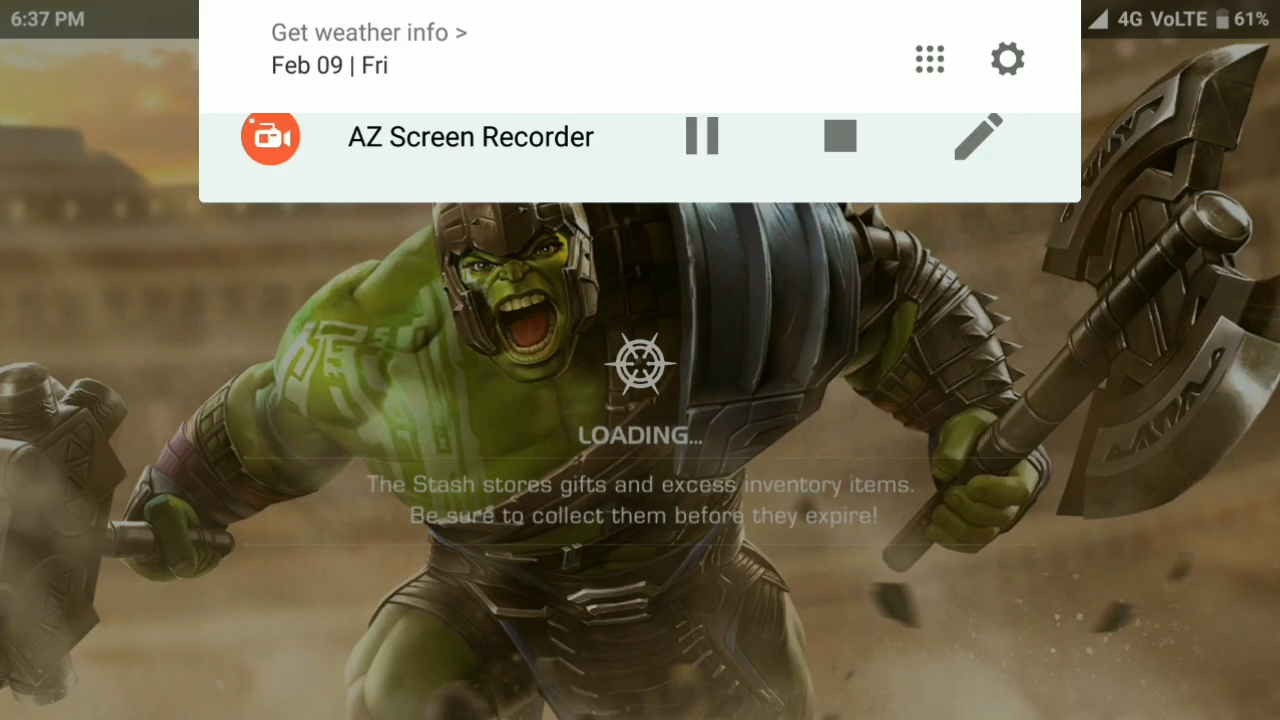 6:37 PM
4G VoLTE 61%
Get weather info >
Feb 09 | Fri
AZ Screen Recorder
LOADING...
The Stash stores gifts and excess inventory items.
Be sure to collect them before they expire!